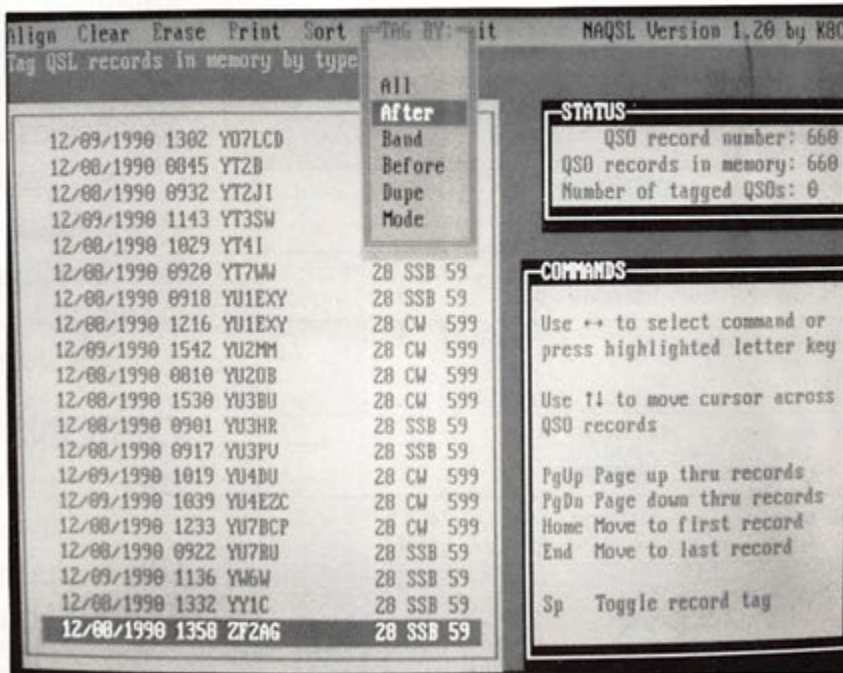 Align Clear Erase Print Sort TAG BY: it NAQSL Version 1.20 by K8C
Tag QSL records in memory by type
All
After
Band
Before
Dupe
Mode
12/09/1990 1302 YO7LCD
12/08/1990 0845 YT2B
12/08/1990 0932 YT2JI
12/09/1990 1143 YT3SW
12/08/1990 1029 YT4I
12/08/1990 0920 YT7WW 28 SSB 59
12/08/1990 0918 YU1EXY 28 SSB 59
12/08/1990 1216 YU1EXY 28 CW 599
12/09/1990 1542 YU2MM 28 CW 599
12/08/1990 0810 YU2OB 28 CW 599
12/08/1990 1530 YU3BU 28 CW 599
12/08/1990 0901 YU3HR 28 SSB 59
12/08/1990 0917 YU3PV 28 SSB 59
12/09/1990 1019 YU4DU 28 CW 599
12/09/1990 1039 YU4EZC 28 CW 599
12/08/1990 1233 YU7BCP 28 CW 599
12/08/1990 0922 YU7RU 28 SSB 59
12/09/1990 1136 YW6W 28 SSB 59
12/08/1990 1332 YY1C 28 SSB 59
12/08/1990 1358 ZF2AG 28 SSB 59
STATUS
QSO record number: 660
QSO records in memory: 660
Number of tagged QSOs: 0
COMMANDS
Use ↔ to select command or
press highlighted letter key
Use ↑↓ to move cursor across
QSO records
PgUp Page up thru records
PgDn Page down thru records
Home Move to first record
End Move to last record
Sp Toggle record tag